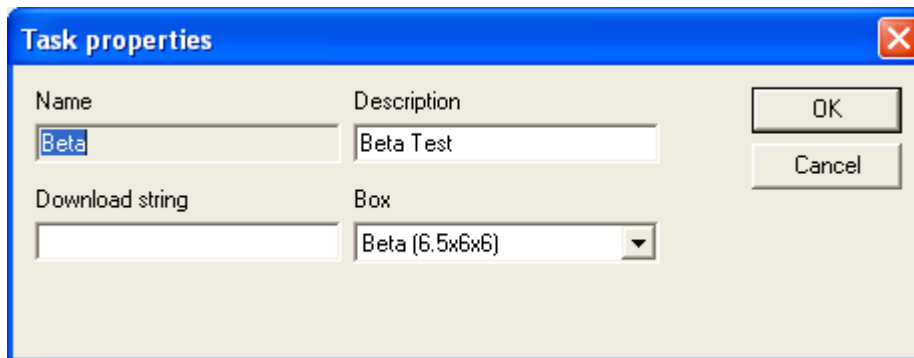 Task properties
Name
Description
OK
Beta
Beta Test
Cancel
Download string
Box
Beta (6.5x6x6)